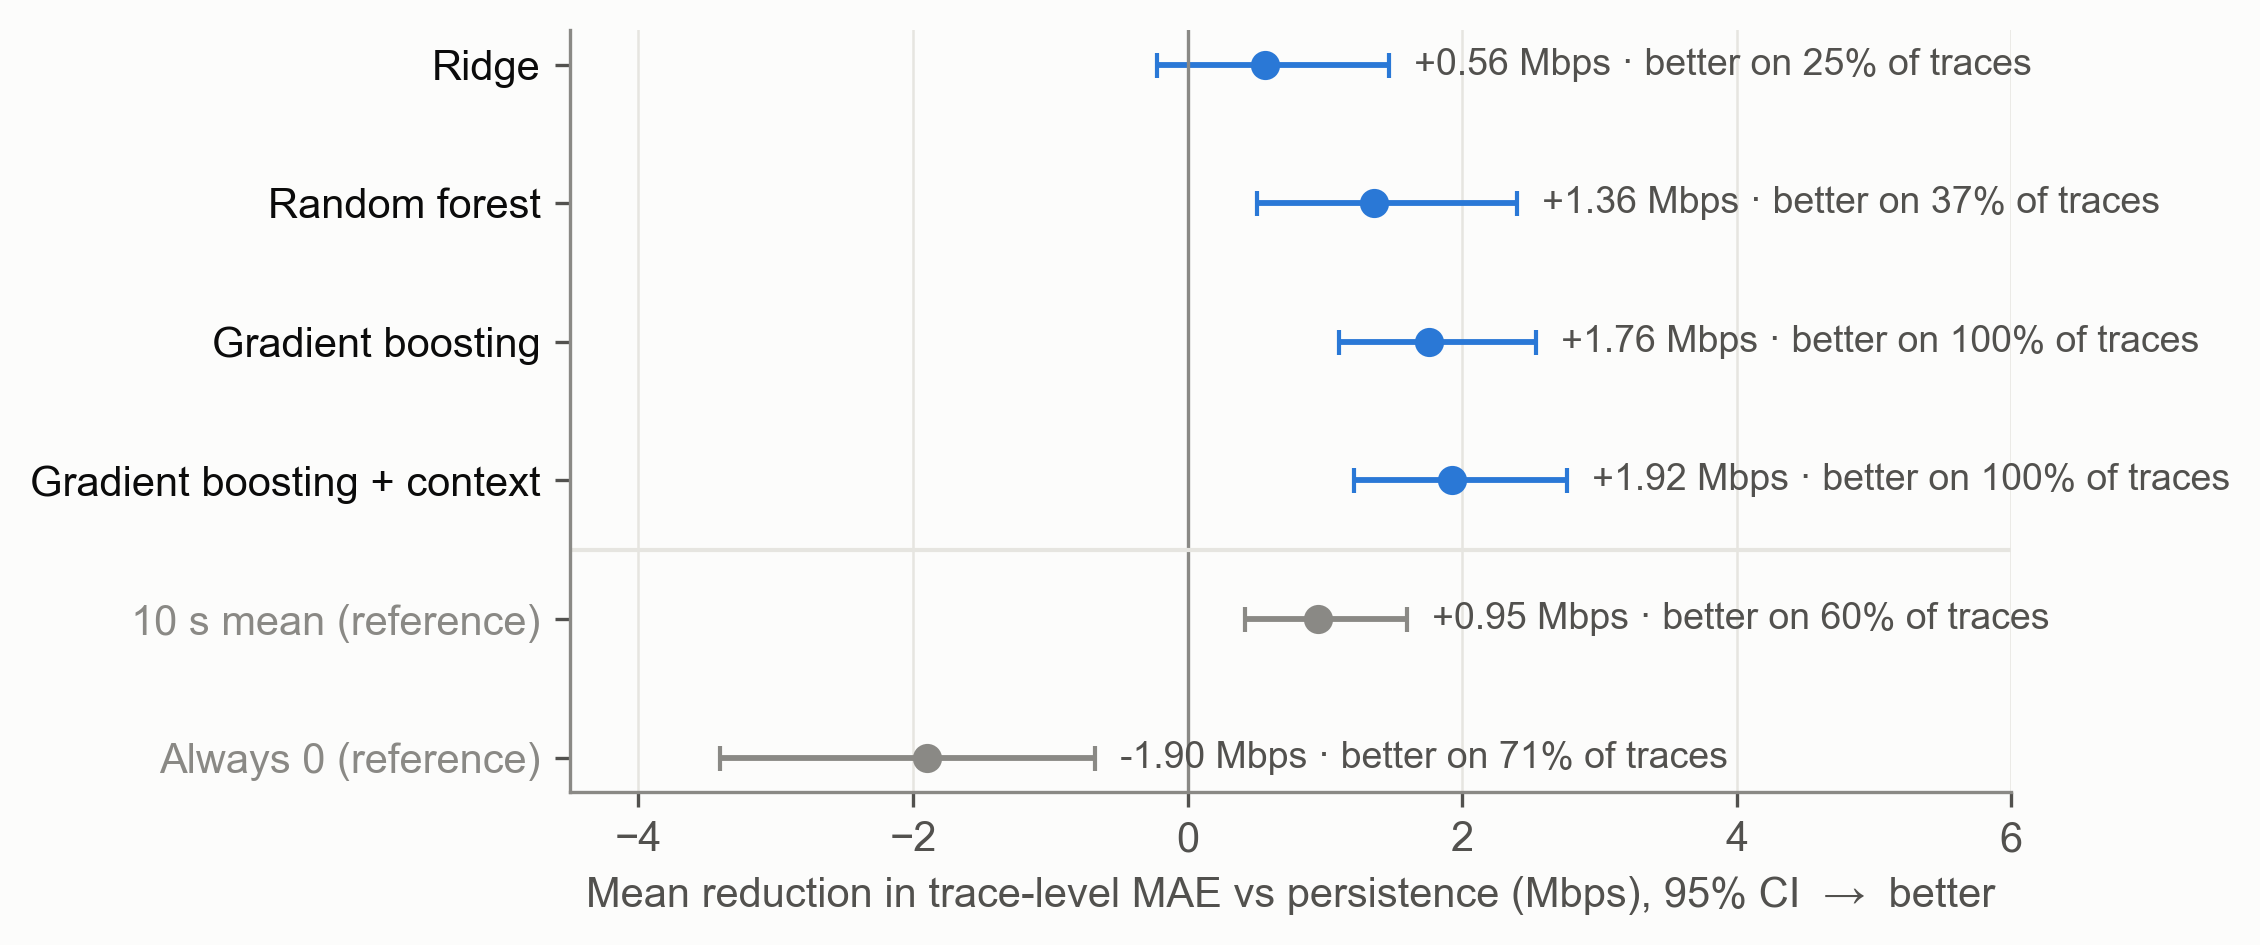 Ridge +0.56 Mbps · better on 25% of traces
Random forest +1.36 Mbps · better on 37% of traces
Gradient boosting +1.76 Mbps · better on 100% of traces
Gradient boosting + context +1.92 Mbps · better on 100% of traces
10 s mean (reference) +0.95 Mbps · better on 60% of traces
Always 0 (reference) -1.90 Mbps · better on 71% of traces
−4 −2 0 2 4 6
Mean reduction in trace-level MAE vs persistence (Mbps), 95% CI → better